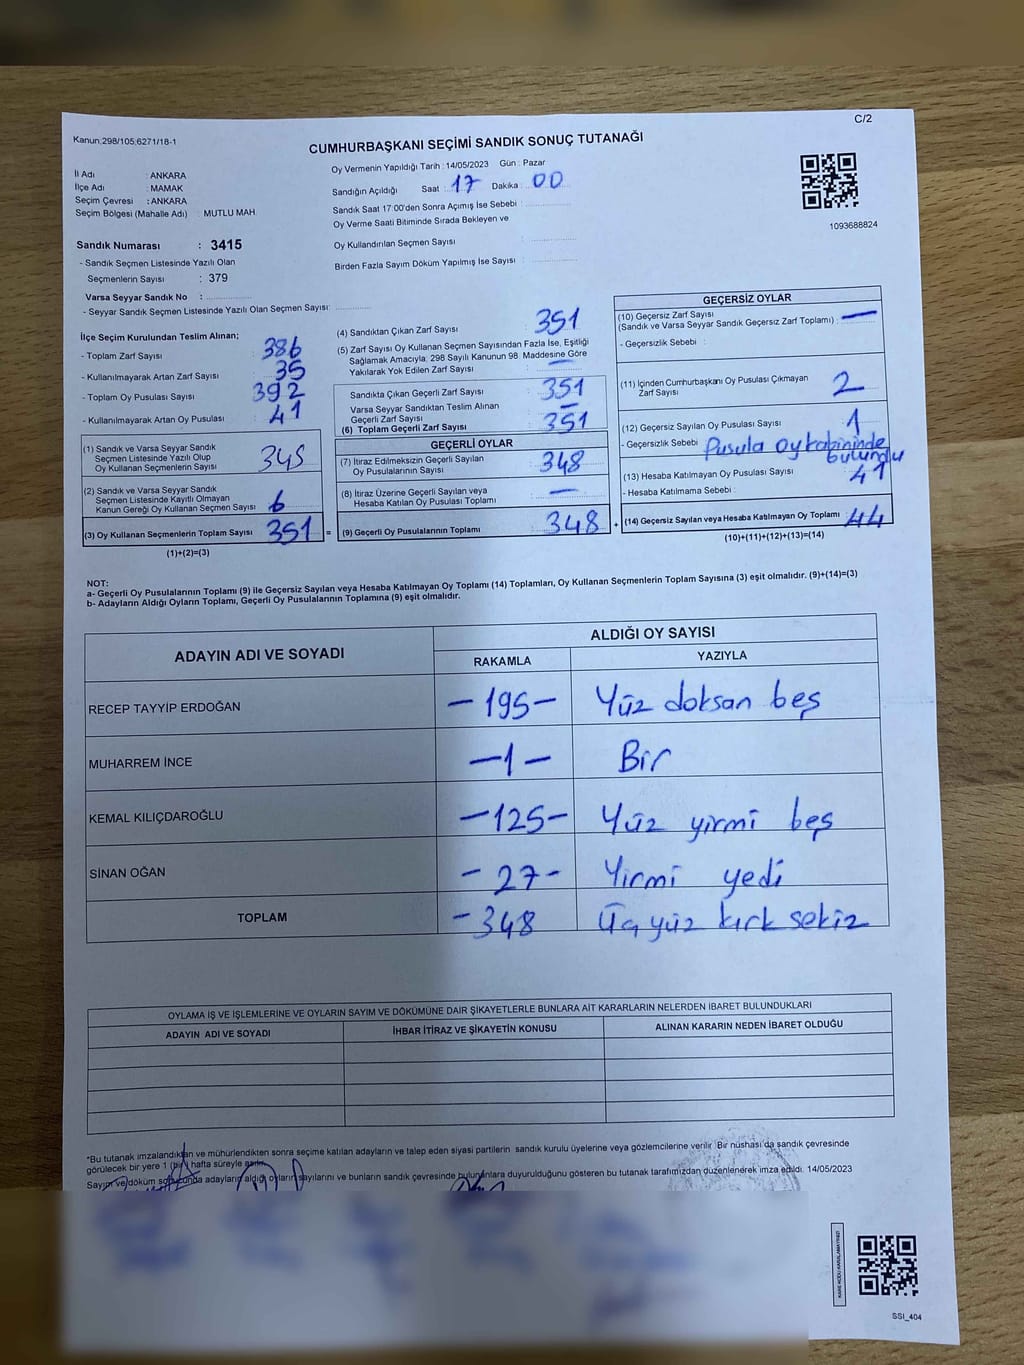 C/2
Kanun:298/105,6271/18-1
CUMHURBAŞKANI SEÇİMİ SANDIK SONUÇ TUTANAĞI
İl Adı : ANKARA
İlçe Adı : MAMAK
Seçim Çevresi : ANKARA
Seçim Bölgesi (Mahalle Adı) : MUTLU MAH
Sandık Numarası : 3415
- Sandık Seçmen Listesinde Yazılı Olan
Seçmenlerin Sayısı : 379
Varsa Seyyar Sandık No :
- Seyyar Sandık Seçmen Listesinde Yazılı Olan Seçmen Sayısı:
Oy Vermenin Yapıldığı Tarih : 14/05/2023 Gün : Pazar
Sandığın Açıldığı Saat : 17 Dakika : 00
Sandık Saat 17:00'den Sonra Açılmış İse Sebebi :
Oy Verme Saati Bitiminde Sırada Bekleyen ve
Oy Kullandırılan Seçmen Sayısı :
Birden Fazla Sayım Döküm Yapılmış İse Sayısı :
1093688824
İlçe Seçim Kurulundan Teslim Alınan;
- Toplam Zarf Sayısı : 386
- Kullanılmayarak Artan Zarf Sayısı : 35
- Toplam Oy Pusulası Sayısı : 392
- Kullanılmayarak Artan Oy Pusulası : 41
(1) Sandık ve Varsa Seyyar Sandık
Seçmen Listesinde Yazılı Olup
Oy Kullanan Seçmenlerin Sayısı : 345
(2) Sandık ve Varsa Seyyar Sandık
Seçmen Listesinde Kayıtlı Olmayan
Kanun Gereği Oy Kullanan Seçmen Sayısı : 6
(3) Oy Kullanan Seçmenlerin Toplam Sayısı : 351 =
(1)+(2)=(3)
(4) Sandıktan Çıkan Zarf Sayısı : 351
(5) Zarf Sayısı Oy Kullanan Seçmen Sayısından Fazla İse, Eşitliği
Sağlamak Amacıyla; 298 Sayılı Kanunun 98. Maddesine Göre
Yakılarak Yok Edilen Zarf Sayısı : —
Sandıkta Çıkan Geçerli Zarf Sayısı : 351
Varsa Seyyar Sandıktan Teslim Alınan
Geçerli Zarf Sayısı : —
(6) Toplam Geçerli Zarf Sayısı : 351
GEÇERLİ OYLAR
(7) İtiraz Edilmeksizin Geçerli Sayılan
Oy Pusulalarının Sayısı : 348
(8) İtiraz Üzerine Geçerli Sayılan veya
Hesaba Katılan Oy Pusulası Toplamı : —
(9) Geçerli Oy Pusulalarının Toplamı : 348 +
GEÇERSİZ OYLAR
(10) Geçersiz Zarf Sayısı
(Sandık ve Varsa Seyyar Sandık Geçersiz Zarf Toplamı) : —
- Geçersizlik Sebebi :
(11) İçinden Cumhurbaşkanı Oy Pusulası Çıkmayan
Zarf Sayısı : 2
(12) Geçersiz Sayılan Oy Pusulası Sayısı : 1
- Geçersizlik Sebebi : Pusula oy kabininde
bulundu
(13) Hesaba Katılmayan Oy Pusulası Sayısı : 41
- Hesaba Katılmama Sebebi :
(14) Geçersiz Sayılan veya Hesaba Katılmayan Oy Toplamı : 44
(10)+(11)+(12)+(13)=(14)
NOT:
a- Geçerli Oy Pusulalarının Toplamı (9) ile Geçersiz Sayılan veya Hesaba Katılmayan Oy Toplamı (14) Toplamları, Oy Kullanan Seçmenlerin Toplam Sayısına (3) eşit olmalıdır. (9)+(14)=(3)
b- Adayların Aldığı Oyların Toplamı, Geçerli Oy Pusulalarının Toplamına (9) eşit olmalıdır.
ADAYIN ADI VE SOYADI
ALDIĞI OY SAYISI
RAKAMLA YAZIYLA
RECEP TAYYİP ERDOĞAN -195- Yüz doksan beş
MUHARREM İNCE -1- Bir
KEMAL KILIÇDAROĞLU -125- Yüz yirmi beş
SİNAN OĞAN -27- Yirmi yedi
TOPLAM -348 Üçyüz kırk sekiz
OYLAMA İŞ VE İŞLEMLERİNE VE OYLARIN SAYIM VE DÖKÜMÜNE DAİR ŞİKAYETLERLE BUNLARA AİT KARARLARIN NELERDEN İBARET BULUNDUKLARI
ADAYIN ADI VE SOYADI İHBAR İTİRAZ VE ŞİKAYETİN KONUSU ALINAN KARARIN NEDEN İBARET OLDUĞU
*Bu tutanak imzalandıktan ve mühürlendikten sonra seçime katılan adayların ve talep eden siyasi partilerin sandık kurulu üyelerine veya gözlemcilerine verilir. Bir nüshası da sandık çevresinde
görülecek bir yere 1 (bir) hafta süreyle asılır.
Sayım ve döküm sonucunda adayların aldığı oyların sayılarını ve bunların sandık çevresinde bulunanlara duyurulduğunu gösteren bu tutanak tarafımızdan düzenlenerek imza edildi. 14/05/2023
SSI_404